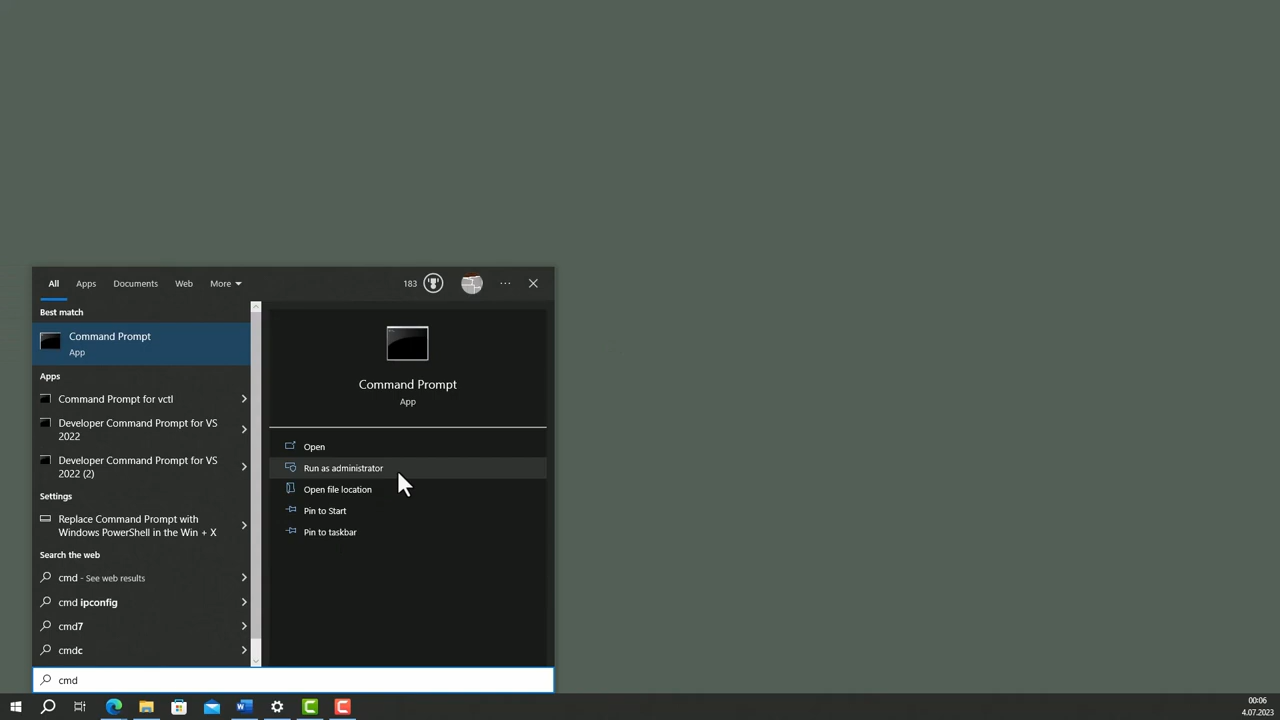 All Apps Documents Web More 183 ...
Best match
Command Prompt
App
Apps
Command Prompt for vctl
Developer Command Prompt for VS
2022
Developer Command Prompt for VS
2022 (2)
Settings
Replace Command Prompt with
Windows PowerShell in the Win + X
Search the web
cmd - See web results
cmd ipconfig
cmd7
cmdc
Command Prompt
App
Open
Run as administrator
Open file location
Pin to Start
Pin to taskbar
cmd
00:06
4.07.2023